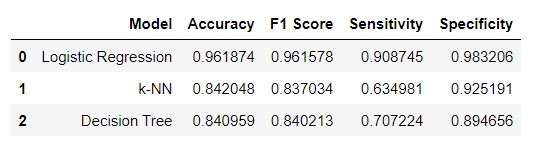 Model Accuracy F1 Score Sensitivity Specificity
0 Logistic Regression 0.961874 0.961578 0.908745 0.983206
1 k-NN 0.842048 0.837034 0.634981 0.925191
2 Decision Tree 0.840959 0.840213 0.707224 0.894656